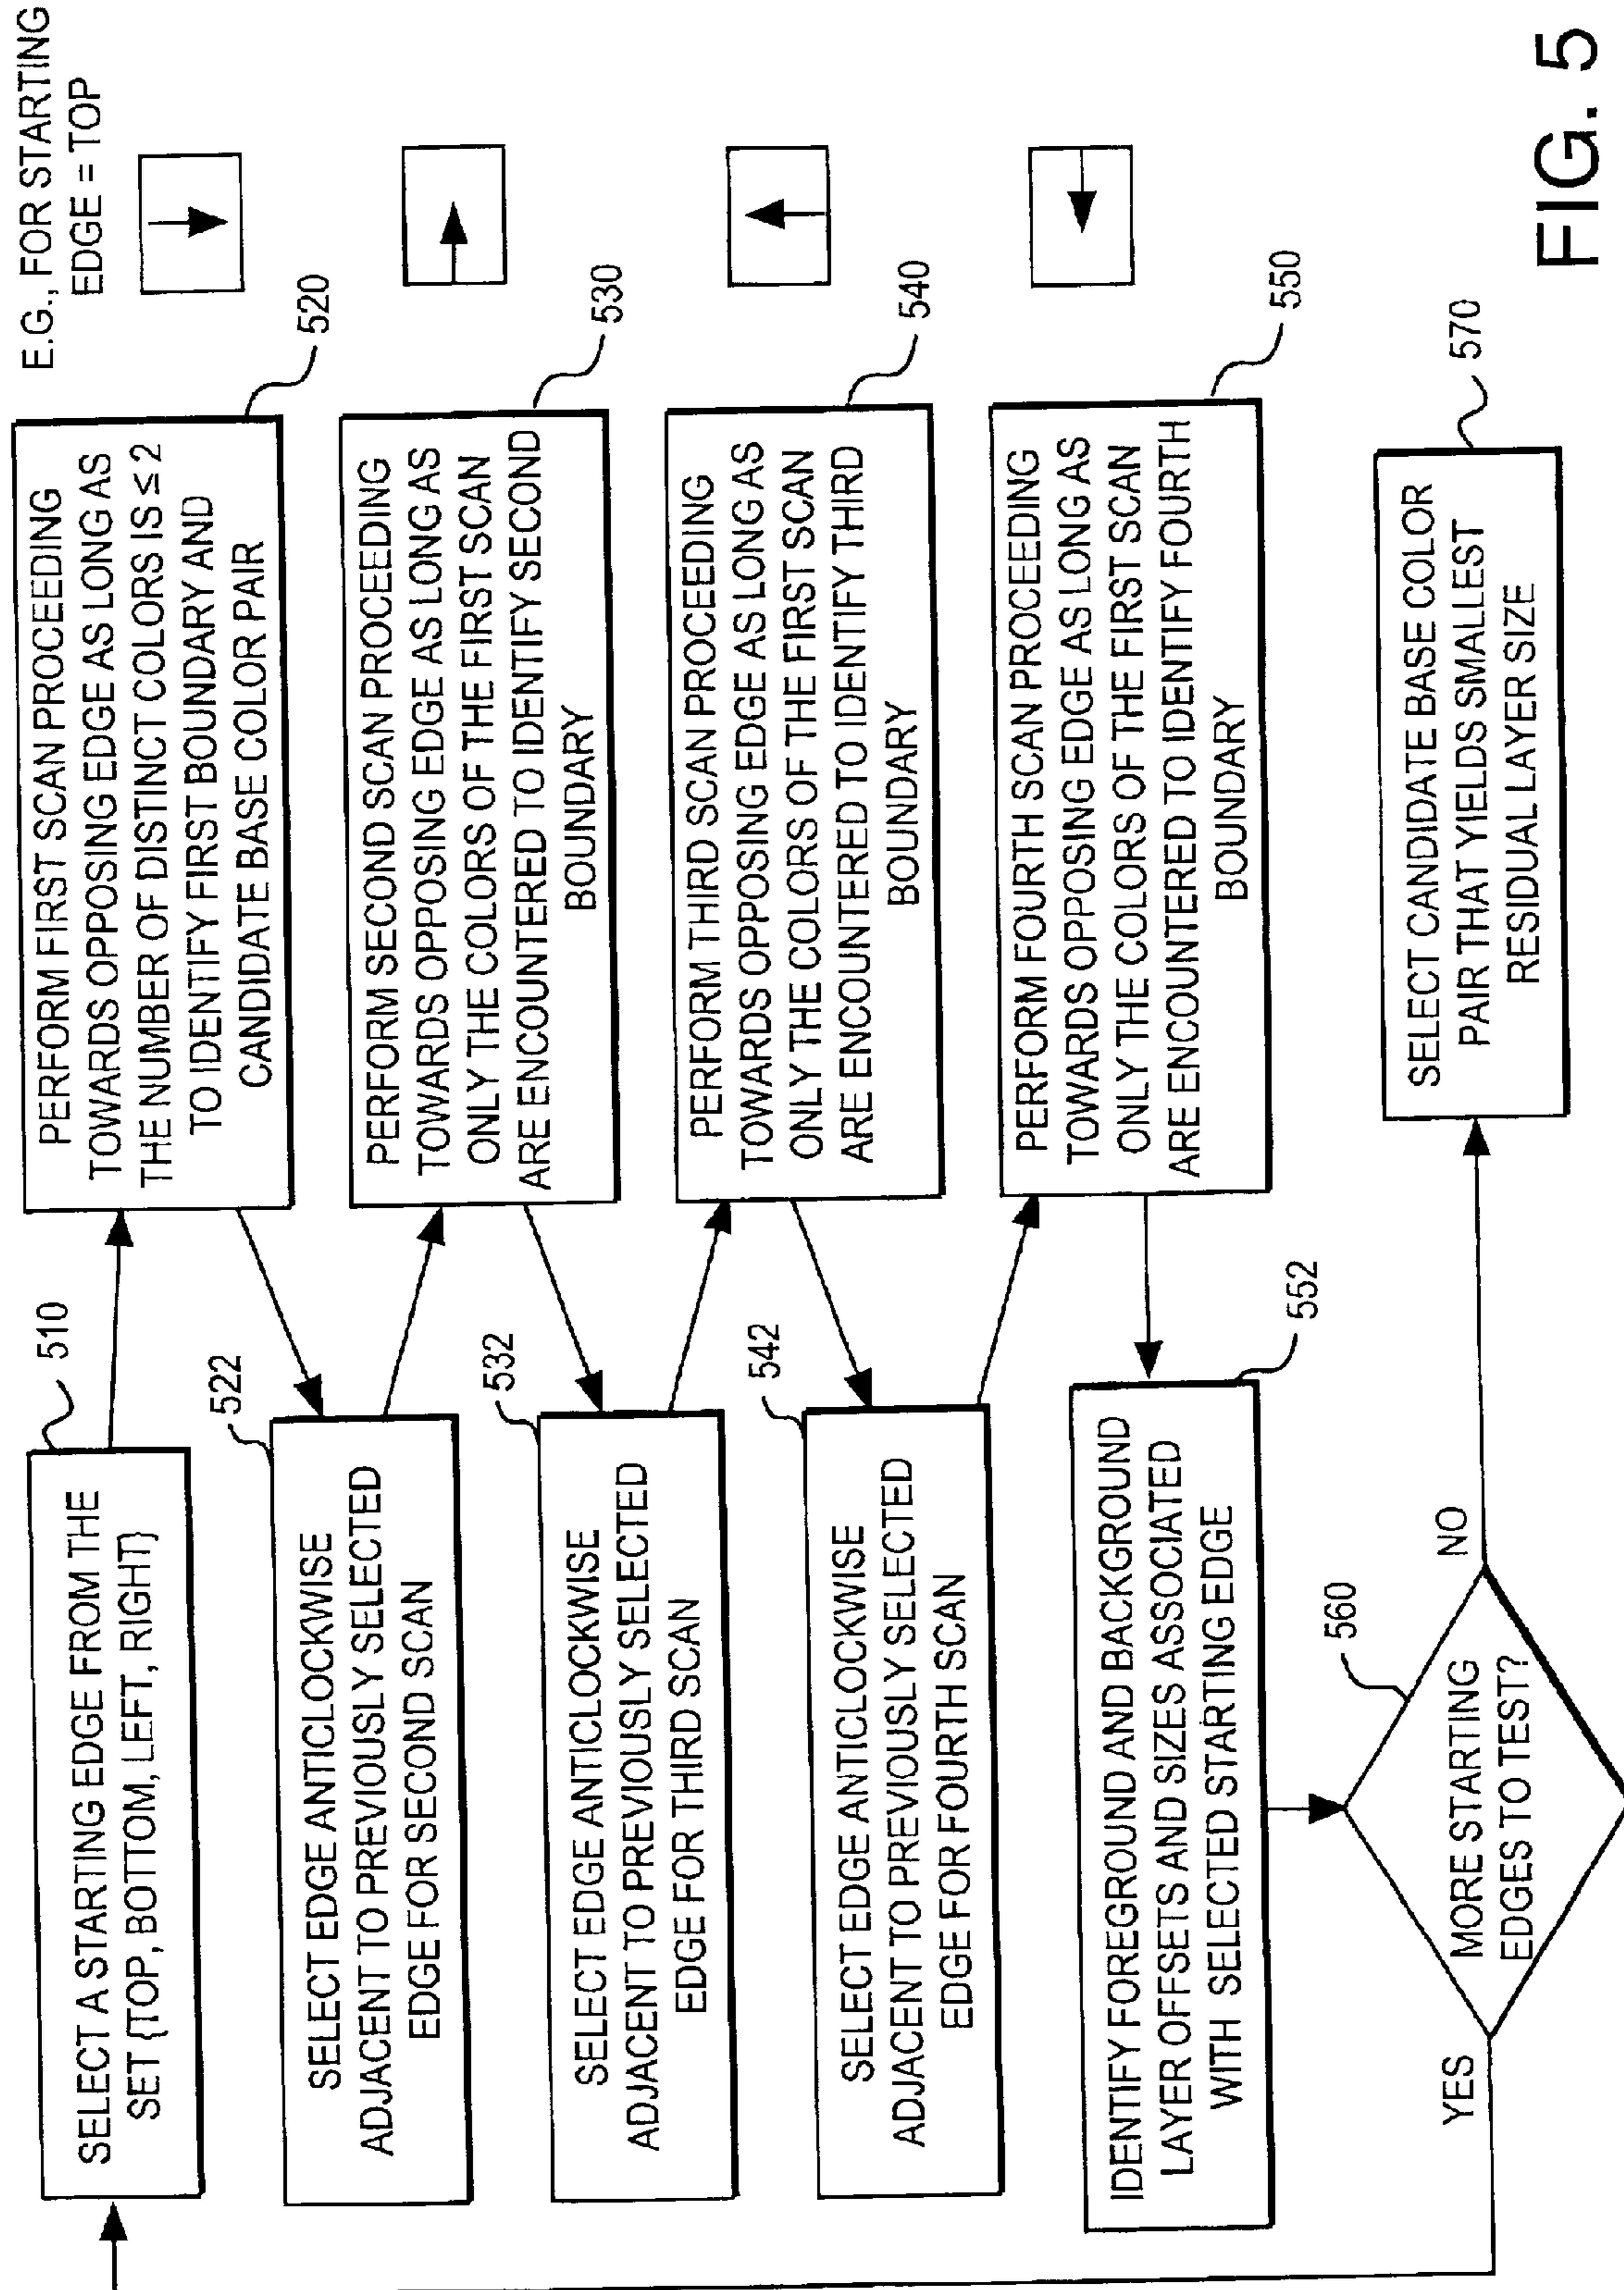 E.G., FOR STARTING
EDGE = TOP
510
SELECT A STARTING EDGE FROM THE
SET {TOP, BOTTOM, LEFT, RIGHT}
520
PERFORM FIRST SCAN PROCEEDING
TOWARDS OPPOSING EDGE AS LONG AS
THE NUMBER OF DISTINCT COLORS IS ≤ 2
TO IDENTIFY FIRST BOUNDARY AND
CANDIDATE BASE COLOR PAIR
522
SELECT EDGE ANTICLOCKWISE
ADJACENT TO PREVIOUSLY SELECTED
EDGE FOR SECOND SCAN
530
PERFORM SECOND SCAN PROCEEDING
TOWARDS OPPOSING EDGE AS LONG AS
ONLY THE COLORS OF THE FIRST SCAN
ARE ENCOUNTERED TO IDENTIFY SECOND
BOUNDARY
532
SELECT EDGE ANTICLOCKWISE
ADJACENT TO PREVIOUSLY SELECTED
EDGE FOR THIRD SCAN
540
PERFORM THIRD SCAN PROCEEDING
TOWARDS OPPOSING EDGE AS LONG AS
ONLY THE COLORS OF THE FIRST SCAN
ARE ENCOUNTERED TO IDENTIFY THIRD
BOUNDARY
542
SELECT EDGE ANTICLOCKWISE
ADJACENT TO PREVIOUSLY SELECTED
EDGE FOR FOURTH SCAN
550
PERFORM FOURTH SCAN PROCEEDING
TOWARDS OPPOSING EDGE AS LONG AS
ONLY THE COLORS OF THE FIRST SCAN
ARE ENCOUNTERED TO IDENTIFY FOURTH
BOUNDARY
552
IDENTIFY FOREGROUND AND BACKGROUND
LAYER OFFSETS AND SIZES ASSOCIATED
WITH SELECTED STARTING EDGE
560
MORE STARTING
EDGES TO TEST?
YES
NO
570
SELECT CANDIDATE BASE COLOR
PAIR THAT YIELDS SMALLEST
RESIDUAL LAYER SIZE
FIG. 5